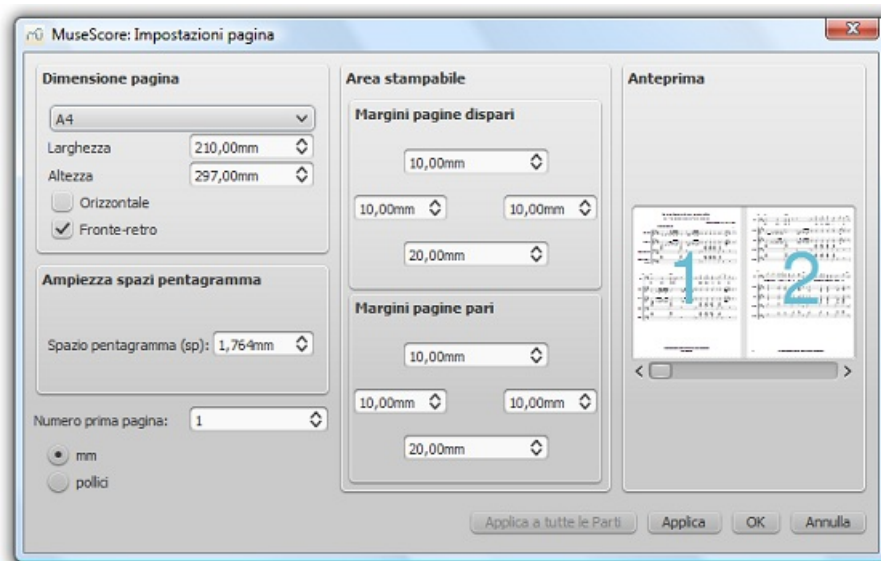 MuseScore: Impostazioni pagina
Dimensione pagina
A4
Larghezza 210,00mm
Altezza 297,00mm
Orizzontale
Fronte-retro
Ampiezza spazi pentagramma
Spazio pentagramma (sp): 1,764mm
Numero prima pagina: 1
mm
pollici
Area stampabile
Margini pagine dispari
10,00mm
10,00mm 10,00mm
20,00mm
Margini pagine pari
10,00mm
10,00mm 10,00mm
20,00mm
Anteprima
1 2
Applica a tutte le Parti Applica OK Annulla